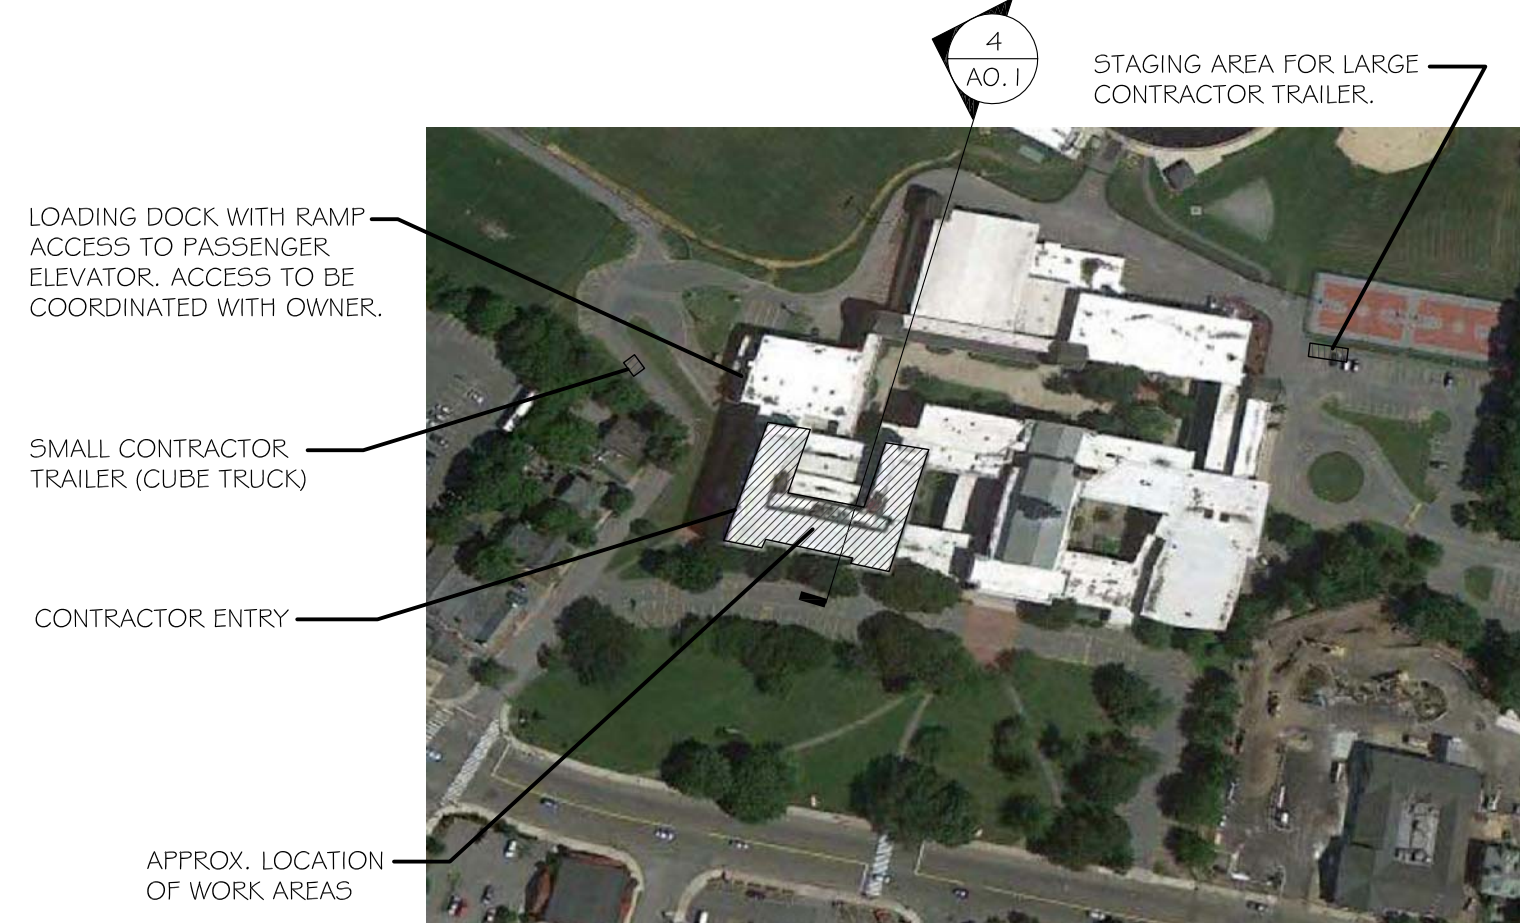 4
A0.1
STAGING AREA FOR LARGE
CONTRACTOR TRAILER.
LOADING DOCK WITH RAMP
ACCESS TO PASSENGER
ELEVATOR. ACCESS TO BE
COORDINATED WITH OWNER.
SMALL CONTRACTOR
TRAILER (CUBE TRUCK)
CONTRACTOR ENTRY
APPROX. LOCATION
OF WORK AREAS